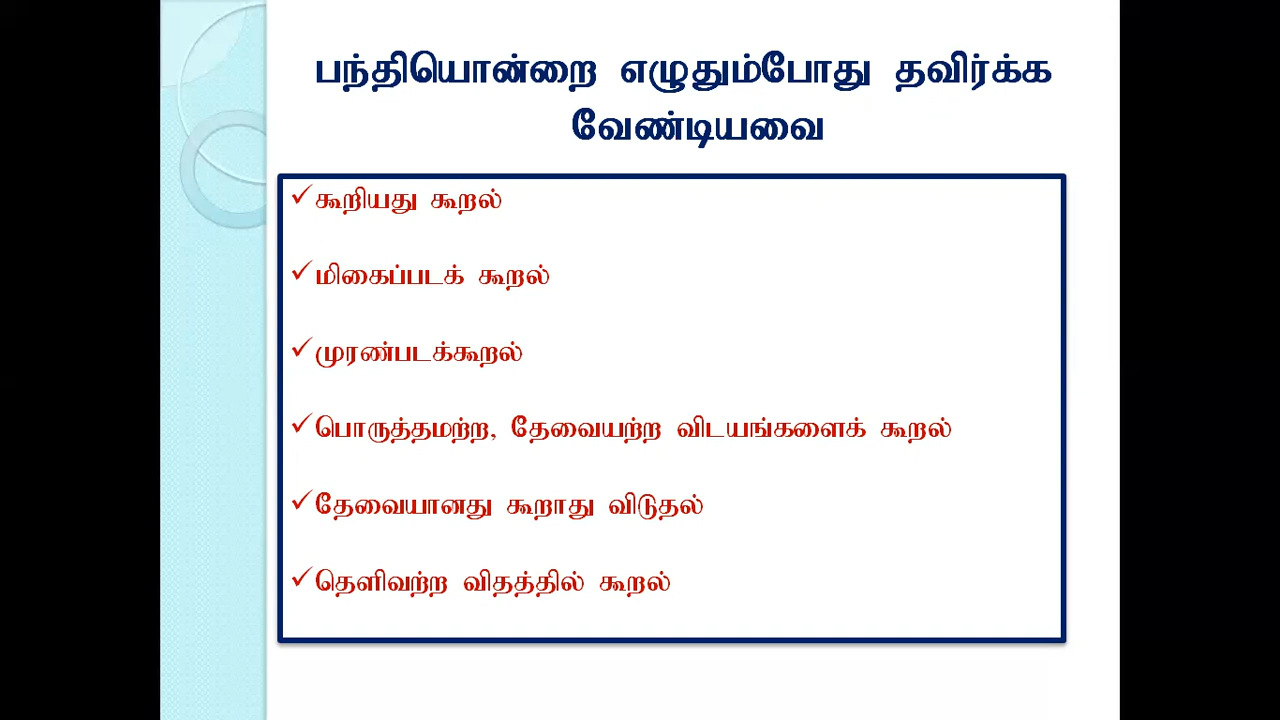 பந்தியொன்றை எழுதும்போது தவிர்க்க
வேண்டியவை
✓கூறியது கூறல்
✓மிகைப்படக் கூறல்
✓முரண்படக்கூறல்
✓பொருத்தமற்ற, தேவையற்ற விடயங்களைக் கூறல்
✓தேவையானது கூறாது விடுதல்
✓தெளிவற்ற விதத்தில் கூறல்